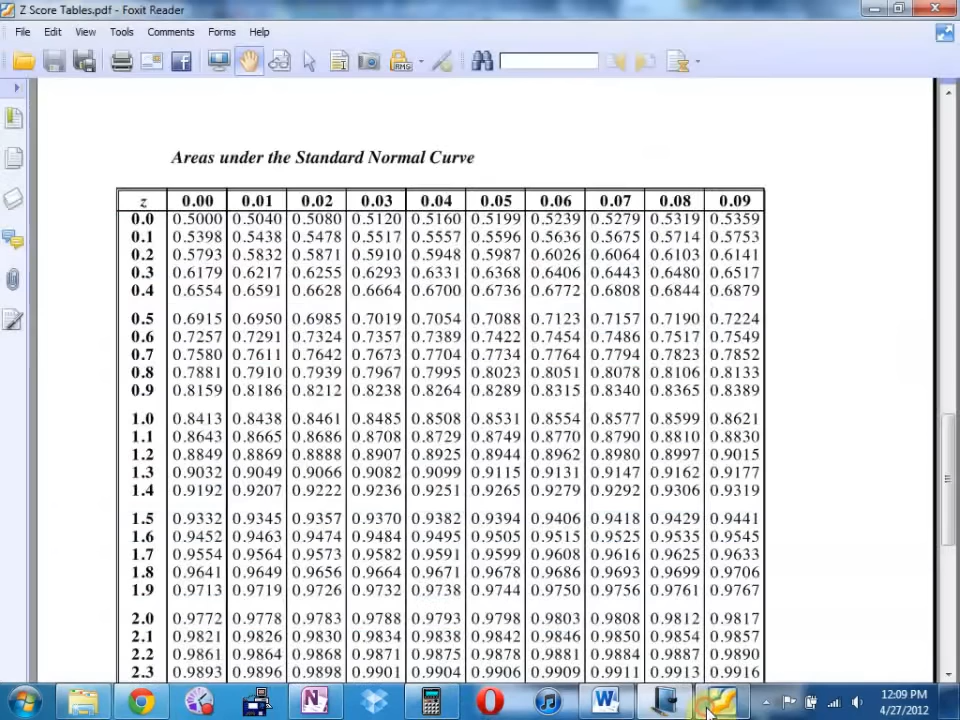 Z Score Tables.pdf - Foxit Reader
File Edit View Tools Comments Forms Help
Areas under the Standard Normal Curve
z 0.00 0.01 0.02 0.03 0.04 0.05 0.06 0.07 0.08 0.09
0.0 0.5000 0.5040 0.5080 0.5120 0.5160 0.5199 0.5239 0.5279 0.5319 0.5359
0.1 0.5398 0.5438 0.5478 0.5517 0.5557 0.5596 0.5636 0.5675 0.5714 0.5753
0.2 0.5793 0.5832 0.5871 0.5910 0.5948 0.5987 0.6026 0.6064 0.6103 0.6141
0.3 0.6179 0.6217 0.6255 0.6293 0.6331 0.6368 0.6406 0.6443 0.6480 0.6517
0.4 0.6554 0.6591 0.6628 0.6664 0.6700 0.6736 0.6772 0.6808 0.6844 0.6879
0.5 0.6915 0.6950 0.6985 0.7019 0.7054 0.7088 0.7123 0.7157 0.7190 0.7224
0.6 0.7257 0.7291 0.7324 0.7357 0.7389 0.7422 0.7454 0.7486 0.7517 0.7549
0.7 0.7580 0.7611 0.7642 0.7673 0.7704 0.7734 0.7764 0.7794 0.7823 0.7852
0.8 0.7881 0.7910 0.7939 0.7967 0.7995 0.8023 0.8051 0.8078 0.8106 0.8133
0.9 0.8159 0.8186 0.8212 0.8238 0.8264 0.8289 0.8315 0.8340 0.8365 0.8389
1.0 0.8413 0.8438 0.8461 0.8485 0.8508 0.8531 0.8554 0.8577 0.8599 0.8621
1.1 0.8643 0.8665 0.8686 0.8708 0.8729 0.8749 0.8770 0.8790 0.8810 0.8830
1.2 0.8849 0.8869 0.8888 0.8907 0.8925 0.8944 0.8962 0.8980 0.8997 0.9015
1.3 0.9032 0.9049 0.9066 0.9082 0.9099 0.9115 0.9131 0.9147 0.9162 0.9177
1.4 0.9192 0.9207 0.9222 0.9236 0.9251 0.9265 0.9279 0.9292 0.9306 0.9319
1.5 0.9332 0.9345 0.9357 0.9370 0.9382 0.9394 0.9406 0.9418 0.9429 0.9441
1.6 0.9452 0.9463 0.9474 0.9484 0.9495 0.9505 0.9515 0.9525 0.9535 0.9545
1.7 0.9554 0.9564 0.9573 0.9582 0.9591 0.9599 0.9608 0.9616 0.9625 0.9633
1.8 0.9641 0.9649 0.9656 0.9664 0.9671 0.9678 0.9686 0.9693 0.9699 0.9706
1.9 0.9713 0.9719 0.9726 0.9732 0.9738 0.9744 0.9750 0.9756 0.9761 0.9767
2.0 0.9772 0.9778 0.9783 0.9788 0.9793 0.9798 0.9803 0.9808 0.9812 0.9817
2.1 0.9821 0.9826 0.9830 0.9834 0.9838 0.9842 0.9846 0.9850 0.9854 0.9857
2.2 0.9861 0.9864 0.9868 0.9871 0.9875 0.9878 0.9881 0.9884 0.9887 0.9890
2.3 0.9893 0.9896 0.9898 0.9901 0.9904 0.9906 0.9909 0.9911 0.9913 0.9916
12:09 PM
4/27/2012